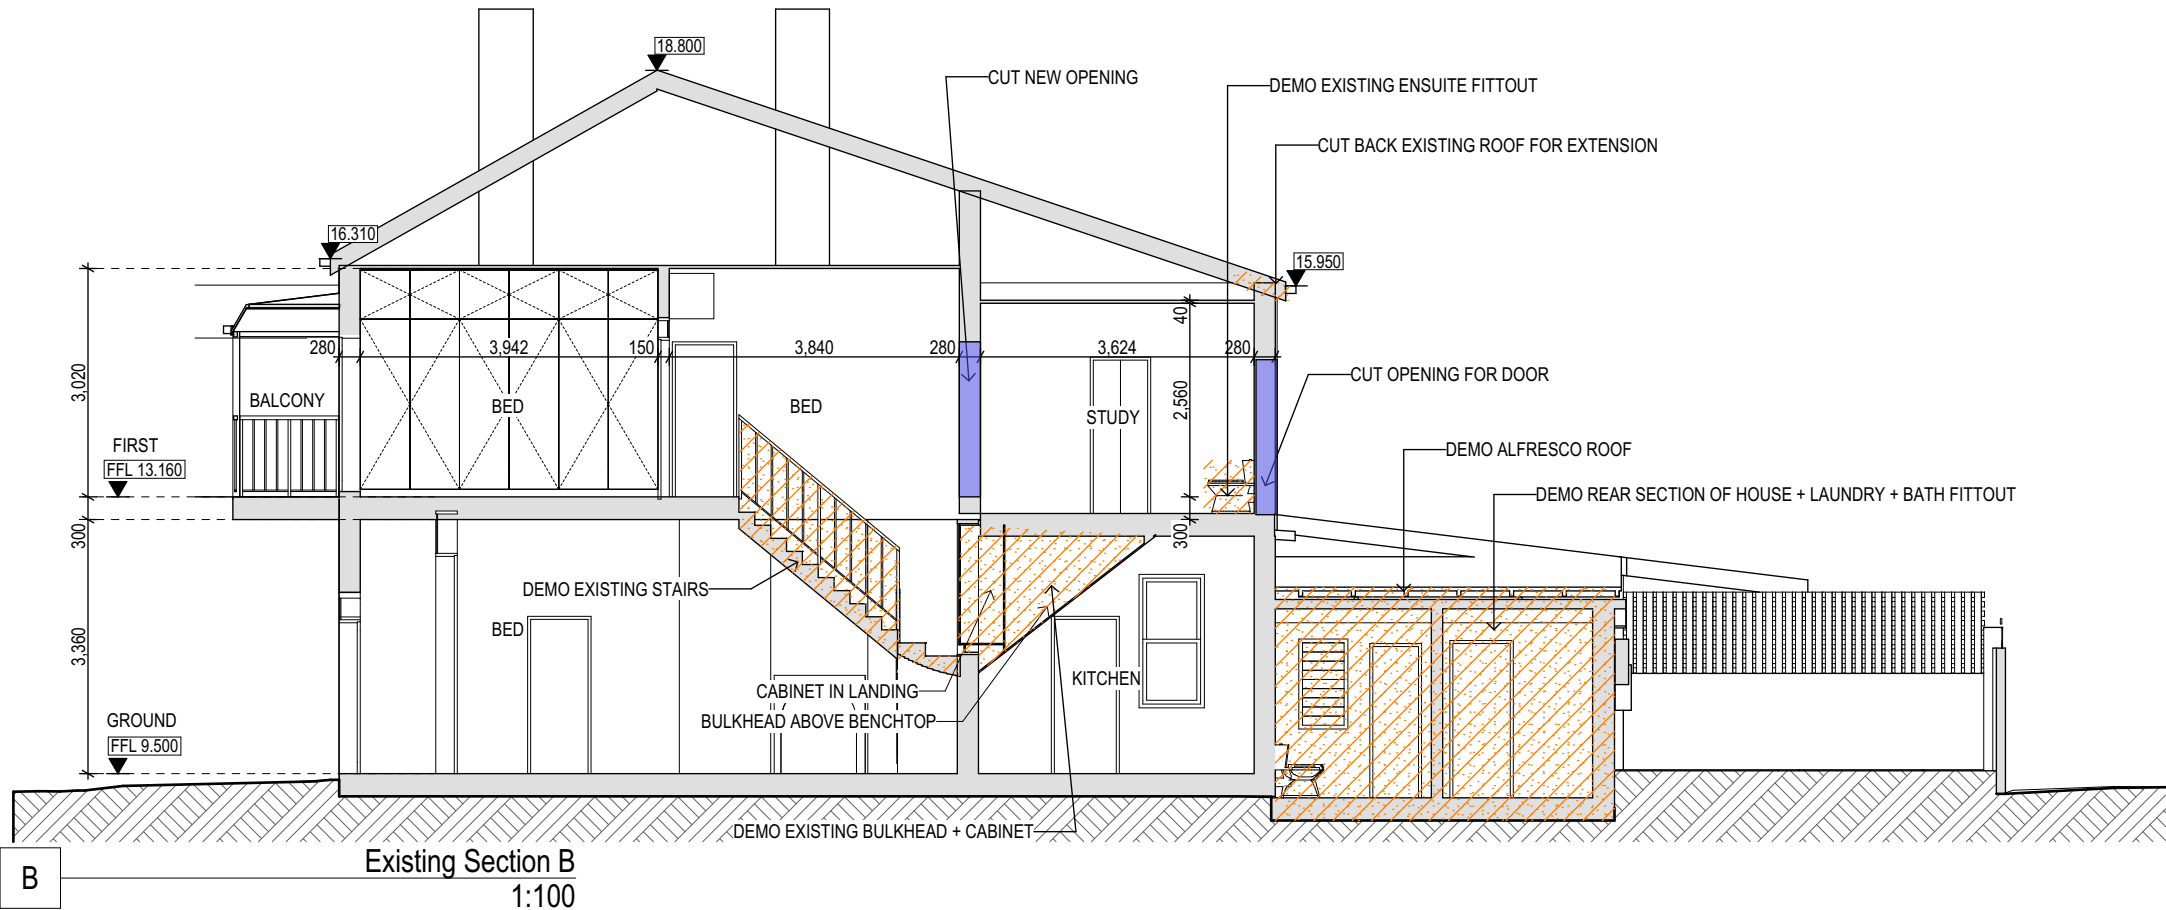 18.800
CUT NEW OPENING
DEMO EXISTING ENSUITE FITTOUT
CUT BACK EXISTING ROOF FOR EXTENSION
16.310
15.950
40
280
3,942
150
3,840
280
3,624
280
3,020
CUT OPENING FOR DOOR
2,560
BALCONY
BED
BED
STUDY
FIRST
FFL 13.160
DEMO ALFRESCO ROOF
DEMO REAR SECTION OF HOUSE + LAUNDRY + BATH FITTOUT
300
300
DEMO EXISTING STAIRS
BED
3,360
KITCHEN
CABINET IN LANDING
BULKHEAD ABOVE BENCHTOP
GROUND
FFL 9.500
DEMO EXISTING BULKHEAD + CABINET
B
Existing Section B
1:100